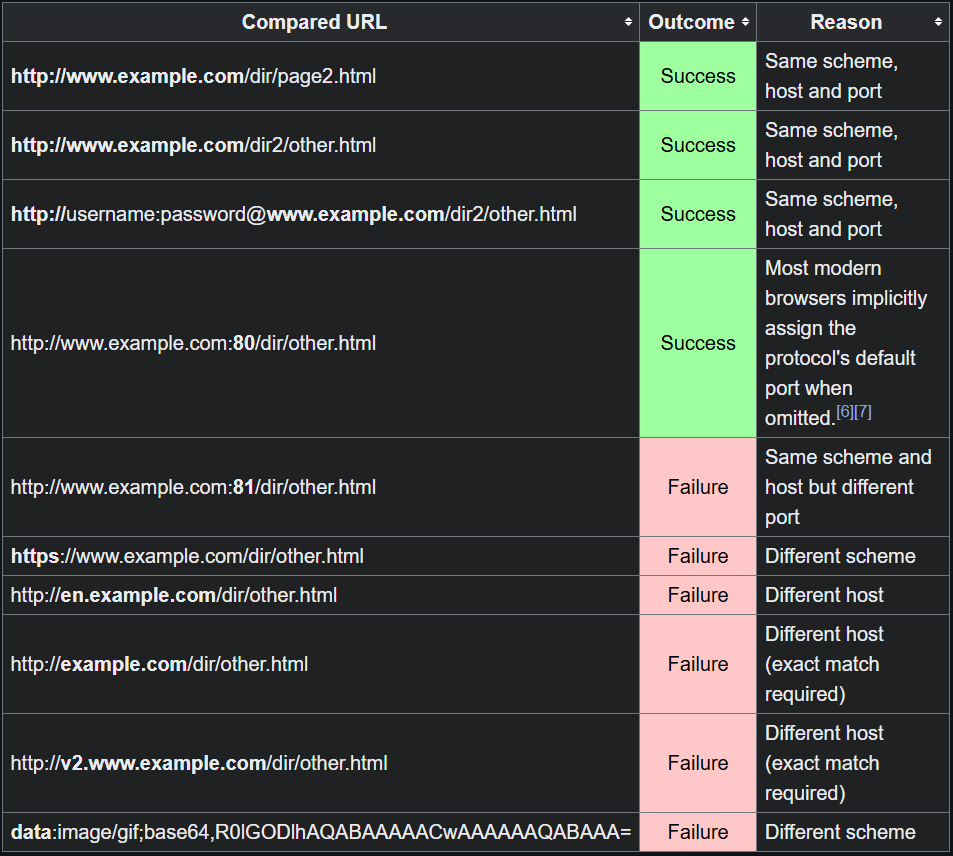 Compared URL Outcome Reason
http://www.example.com/dir/page2.html Success Same scheme,
host and port
http://www.example.com/dir2/other.html Success Same scheme,
host and port
http://username:password@www.example.com/dir2/other.html Success Same scheme,
host and port
http://www.example.com:80/dir/other.html Success Most modern
browsers implicitly
assign the
protocol's default
port when
omitted.[6][7]
http://www.example.com:81/dir/other.html Failure Same scheme and
host but different
port
https://www.example.com/dir/other.html Failure Different scheme
http://en.example.com/dir/other.html Failure Different host
http://example.com/dir/other.html Failure Different host
(exact match
required)
http://v2.www.example.com/dir/other.html Failure Different host
(exact match
required)
data:image/gif;base64,R0lGODlhAQABAAAAACwAAAAAAQABAAA= Failure Different scheme